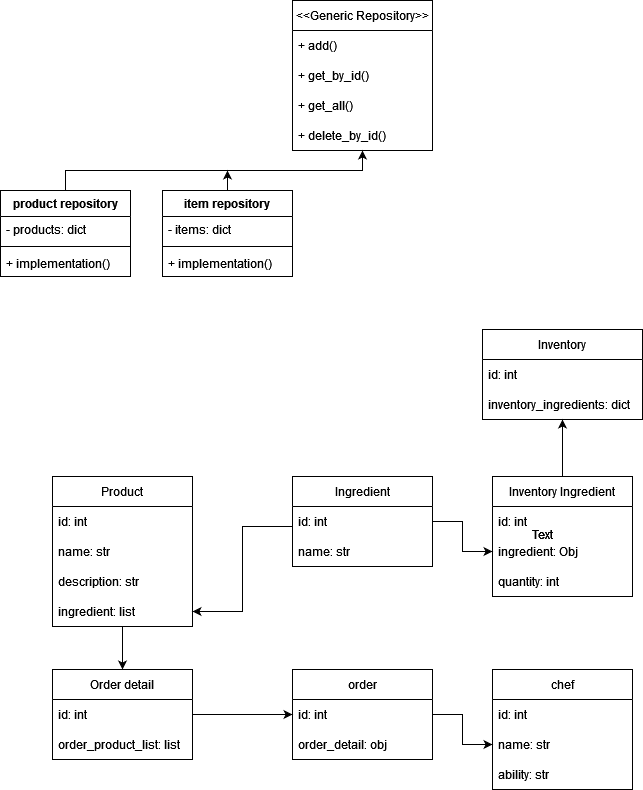 <<Generic Repository>>
+ add()
+ get_by_id()
+ get_all()
+ delete_by_id()
product repository
- products: dict
+ implementation()
item repository
- items: dict
+ implementation()
Inventory
id: int
inventory_ingredients: dict
Product
id: int
name: str
description: str
ingredient: list
Ingredient
id: int
name: str
Inventory Ingredient
id: int
Text
ingredient: Obj
quantity: int
Order detail
id: int
order_product_list: list
order
id: int
order_detail: obj
chef
id: int
name: str
ability: str